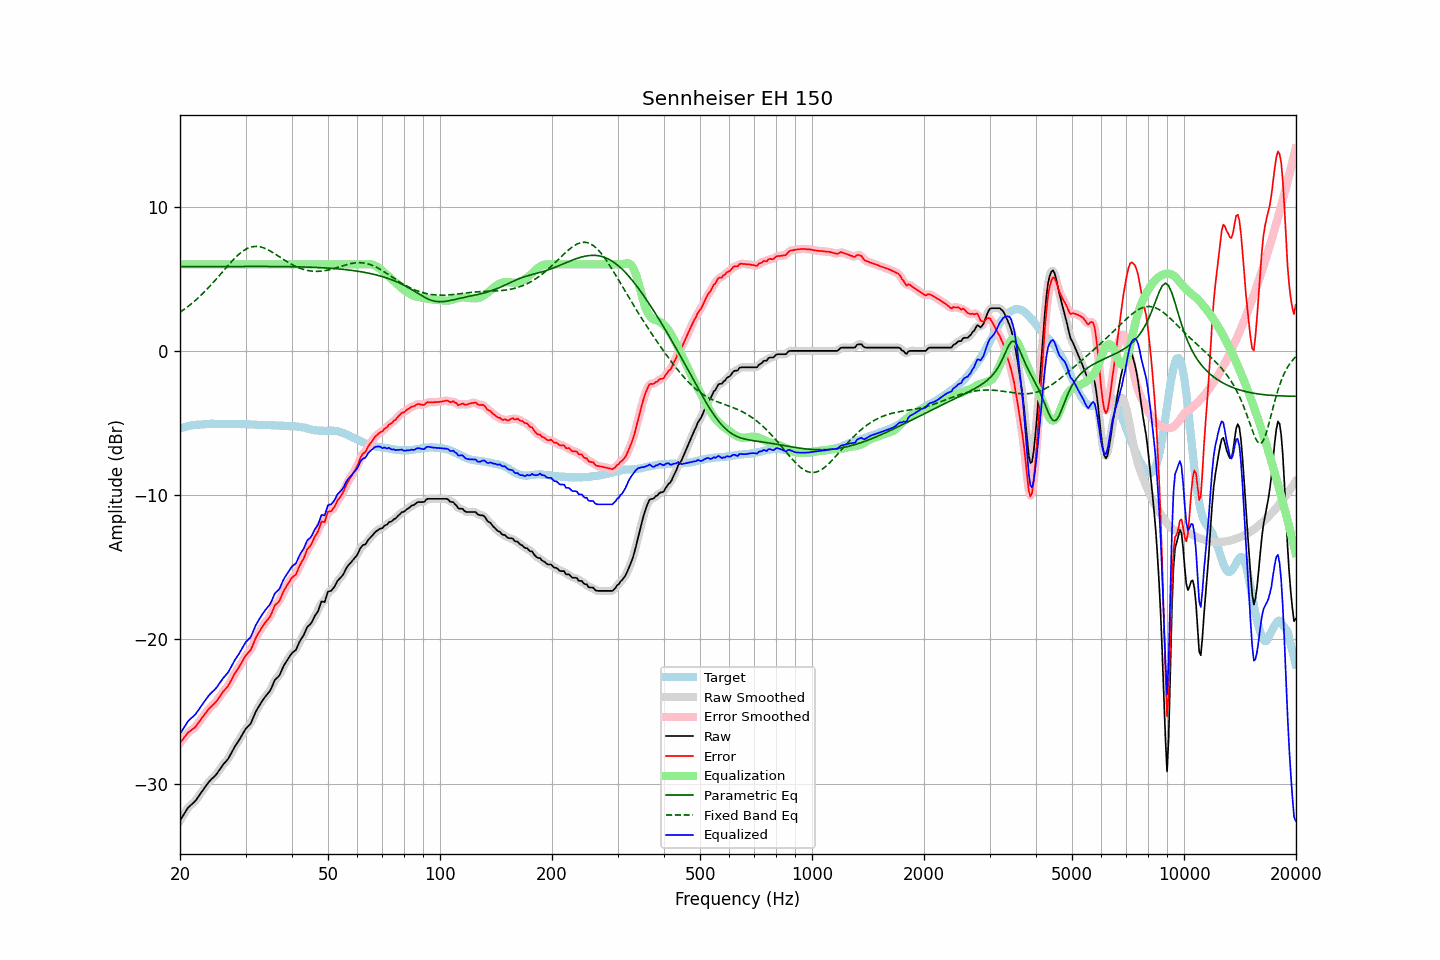 Sennheiser EH 150
Amplitude (dBr)
10
0
−10
−20
−30
Target
Raw Smoothed
Error Smoothed
Raw
Error
Equalization
Parametric Eq
Fixed Band Eq
Equalized
20 50 100 200 500 1000 2000 5000 10000 20000
Frequency (Hz)